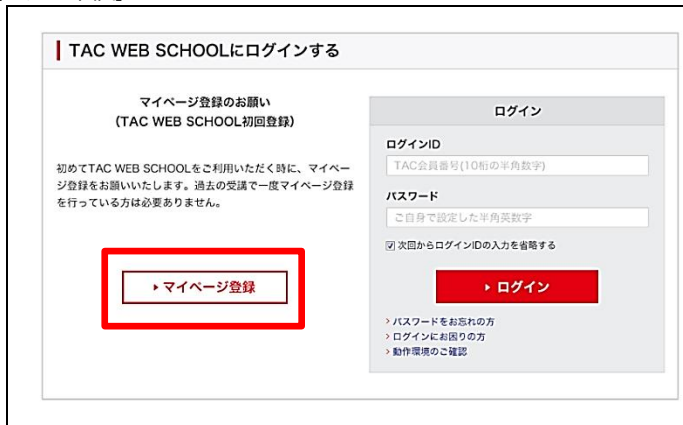 TAC WEB SCHOOLにログインする
マイページ登録のお願い
(TAC WEB SCHOOL初回登録)
初めてTAC WEB SCHOOLをご利用いただく時に、マイペー
ジ登録をお願いいたします。過去の受講で一度マイページ登録
を行っている方は必要ありません。
マイページ登録
ログイン
ログインID
TAC会員番号(10桁の半角数字)
パスワード
ご自身で設定した半角英数字
次回からログインIDの入力を省略する
ログイン
パスワードをお忘れの方
ログインにお困りの方
動作環境のご確認